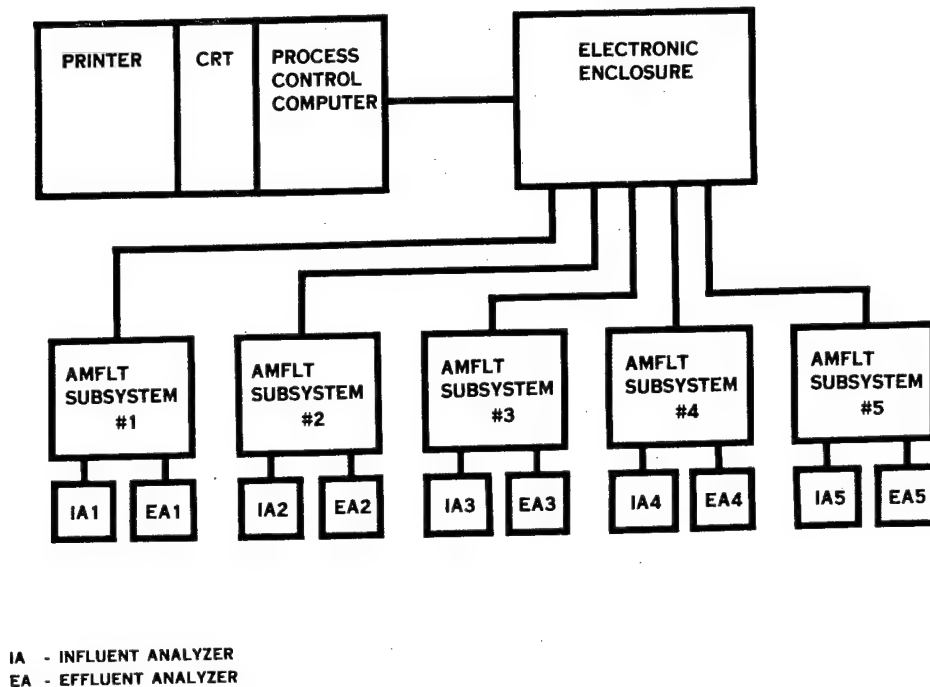 PRINTER
CRT
PROCESS
CONTROL
COMPUTER
ELECTRONIC
ENCLOSURE
AMFLT
SUBSYSTEM
#1
AMFLT
SUBSYSTEM
#2
AMFLT
SUBSYSTEM
#3
AMFLT
SUBSYSTEM
#4
AMFLT
SUBSYSTEM
#5
IA1
EA1
IA2
EA2
IA3
EA3
IA4
EA4
IA5
EA5
IA - INFLUENT ANALYZER
EA - EFFLUENT ANALYZER